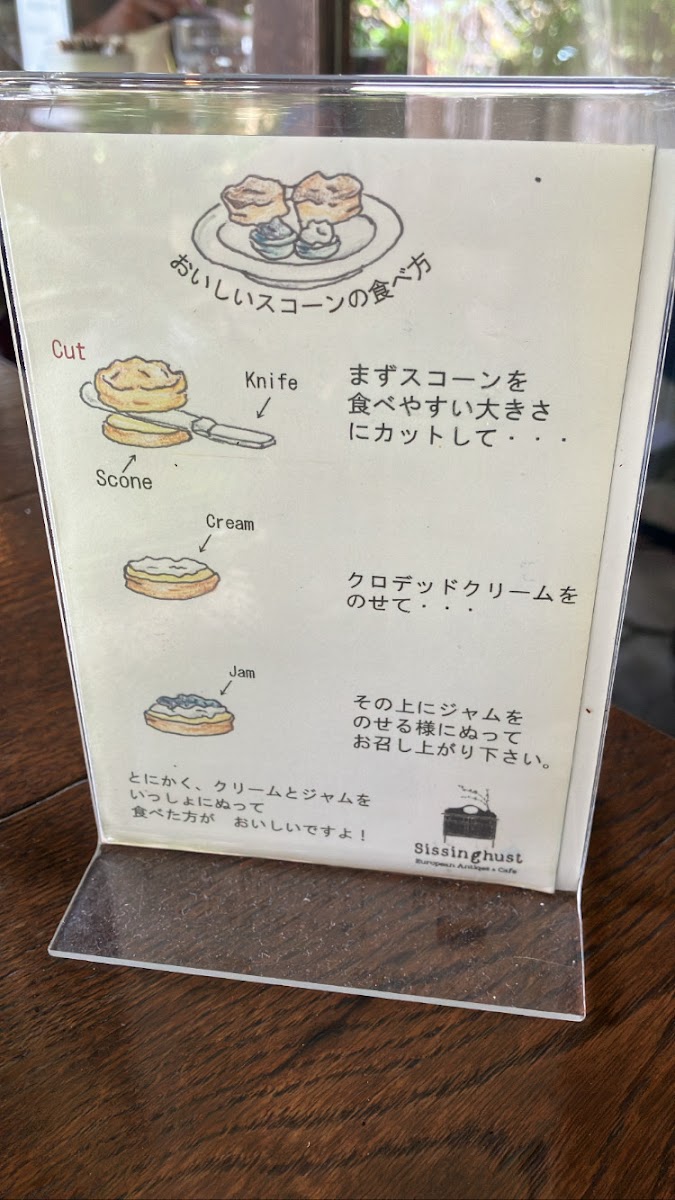 おいしいスコーンの食べ方
Cut
Knife
Scone
まずスコーンを
食べやすい大きさ
にカットして・・・
Cream
クロデッドクリームを
のせて・・・
Jam
その上にジャムを
のせる様にぬって
お召し上がり下さい。
とにかく、クリームとジャムを
いっしょにぬって
食べた方が おいしいですよ！
Sissinghust
European Antique & Cafe